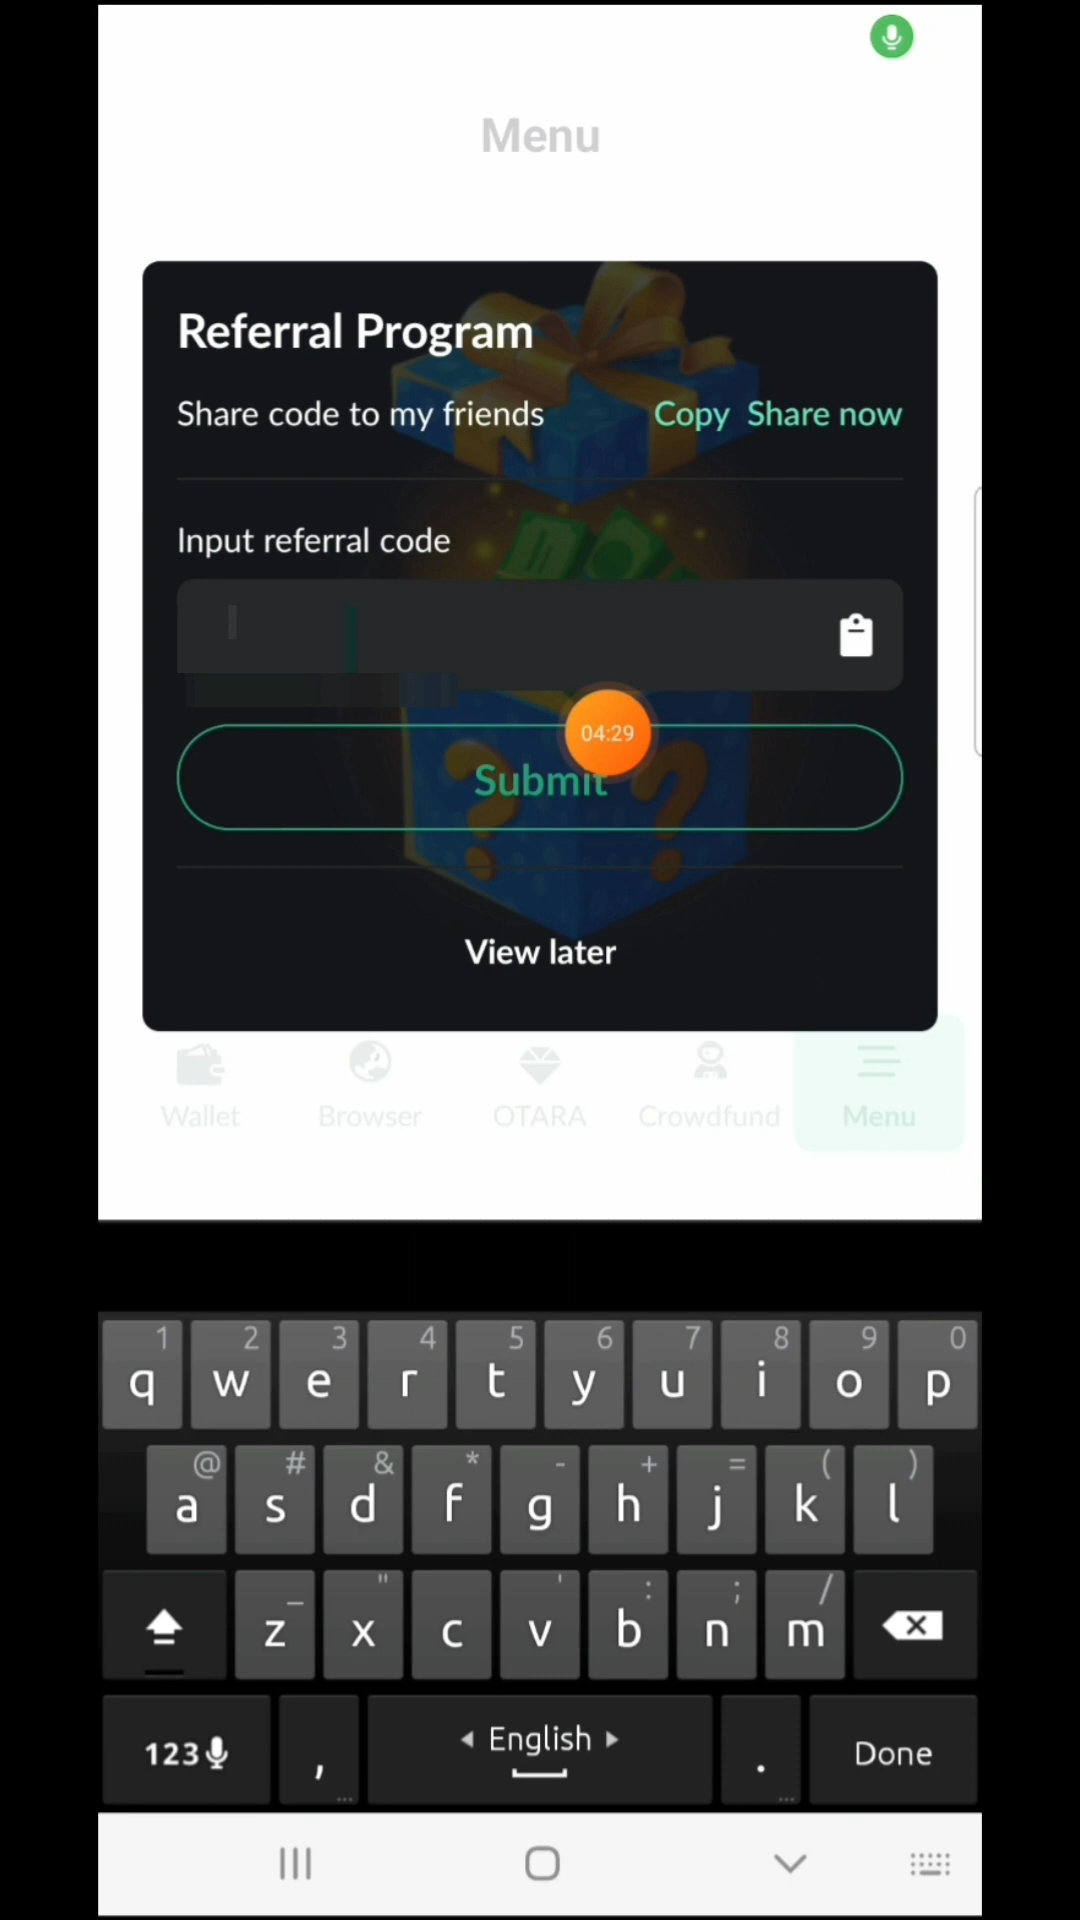 Menu
Referral Program
Share code to my friends Copy Share now
Input referral code
04:29
Submit
View later
Wallet Browser OTARA Crowdfund Menu
1 2 3 4 5 6 7 8 9 0
q w e r t y u i o p
@ # & * - + = ( )
a s d f g h j k l
_ " ' : ; /
z x c v b n m
123 , English . Done